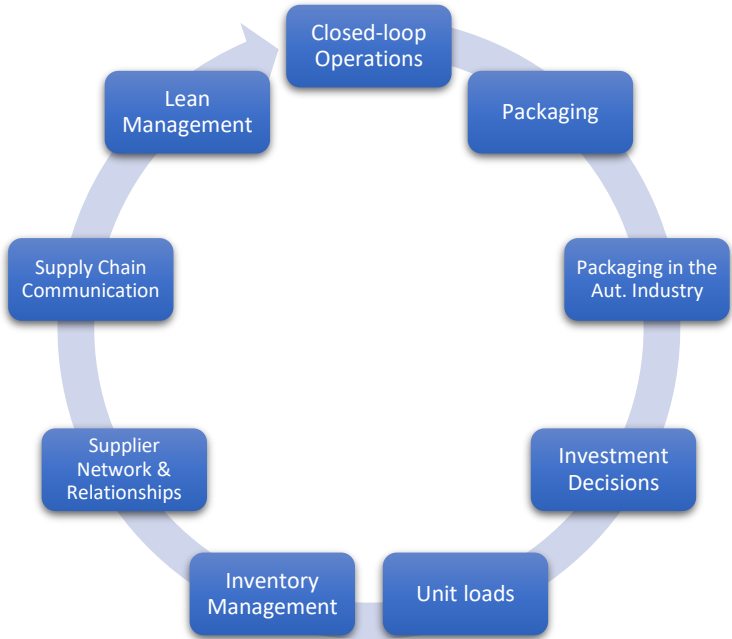 Closed-loop
Operations
Packaging
Packaging in the
Aut. Industry
Investment
Decisions
Unit loads
Inventory
Management
Supplier
Network &
Relationships
Supply Chain
Communication
Lean
Management